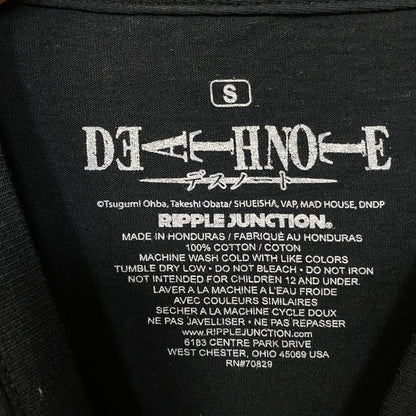 S
DEATH NOTE
デスノート
©Tsugumi Ohba, Takeshi Obata/ SHUEISHA, VAP, MAD HOUSE, DNDP
RIPPLE JUNCTION®
MADE IN HONDURAS / FABRIQUÉ AU HONDURAS
100% COTTON / COTON
MACHINE WASH COLD WITH LIKE COLORS
TUMBLE DRY LOW • DO NOT BLEACH • DO NOT IRON
NOT INTENDED FOR CHILDREN 12 AND UNDER.
LAVER A LA MACHINE A L'EAU FROIDE
AVEC COULEURS SIMILAIRES
SECHER A LA MACHINE CYCLE DOUX
NE PAS JAVELLISER • NE PAS REPASSER
WWW.RIPPLEJUNCTION.COM
6183 CENTRE PARK DRIVE
WEST CHESTER, OHIO 45069 USA
RN#70829